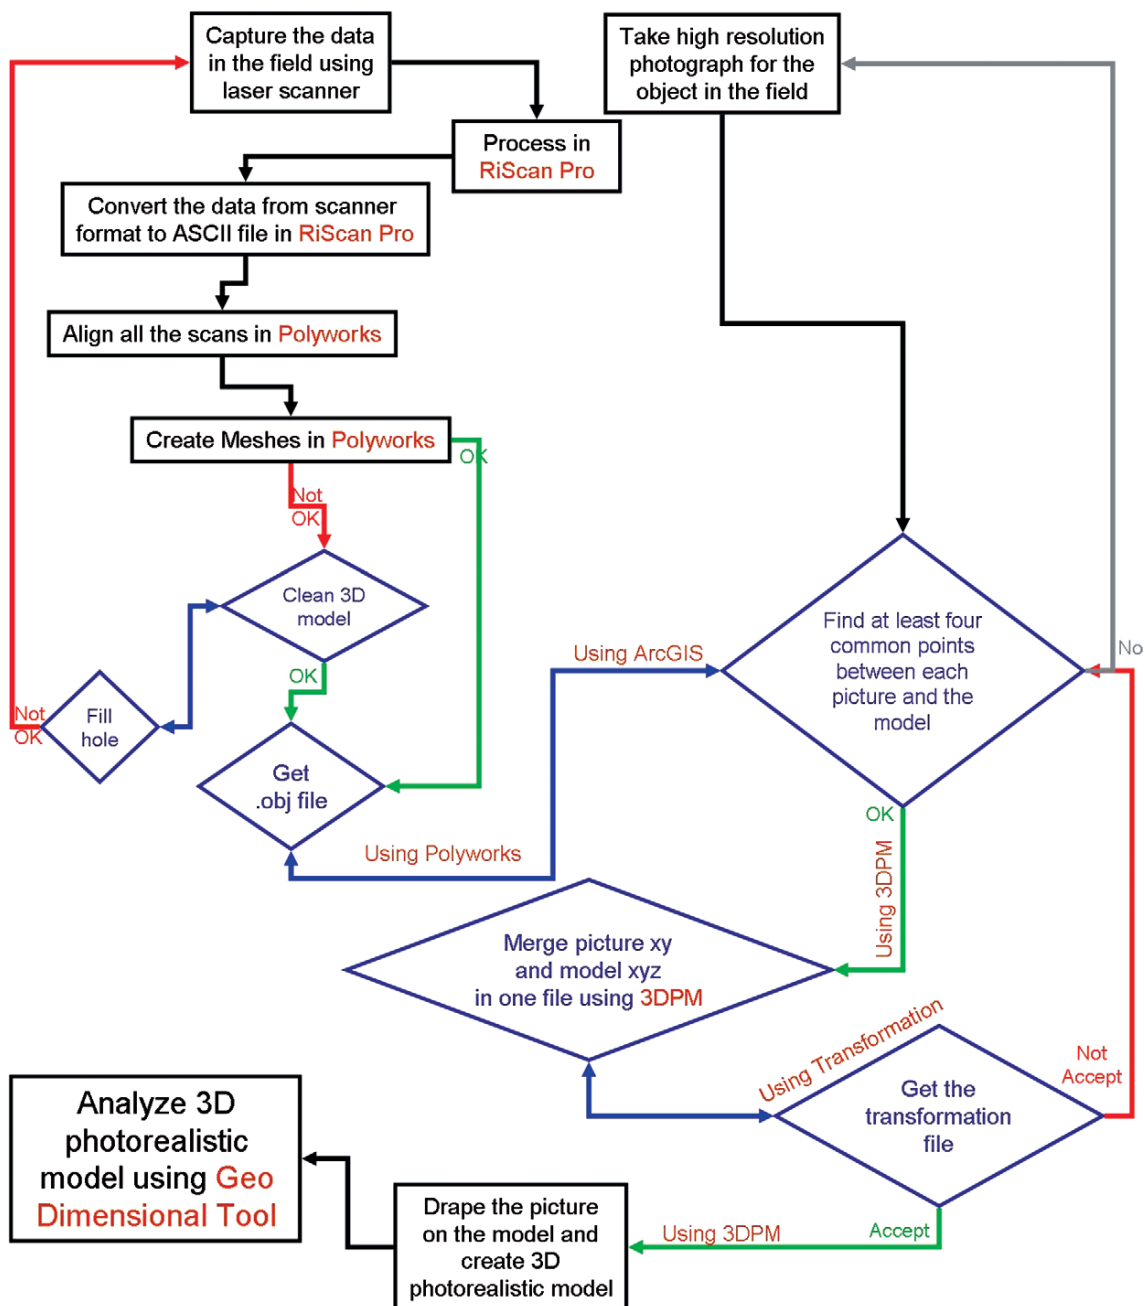 Capture the data
in the field using
laser scanner
Take high resolution
photograph for the
object in the field
Process in
RiScan Pro
Convert the data from scanner
format to ASCII file in RiScan Pro
Align all the scans in Polyworks
Create Meshes in Polyworks
OK
Not
OK
Clean 3D
model
OK
Not
OK
Fill
hole
Get
.obj file
Using Polyworks
Using ArcGIS
Find at least four
common points
between each
picture and the
model
No
OK
Using 3DPM
Merge picture xy
and model xyz
in one file using 3DPM
Using Transformation
Get the
transformation
file
Not
Accept
Accept
Using 3DPM
Drape the picture
on the model and
create 3D
photorealistic model
Analyze 3D
photorealistic
model using Geo
Dimensional Tool